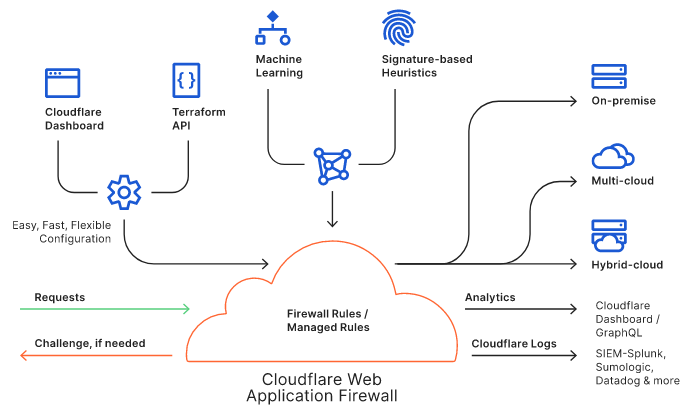 Machine
Learning
Signature-based
Heuristics
Cloudflare
Dashboard
Terraform
API
On-premise
Multi-cloud
Hybrid-cloud
Easy, Fast, Flexible
Configuration
Requests
Challenge, if needed
Firewall Rules /
Managed Rules
Analytics
Cloudflare
Dashboard /
GraphQL
Cloudflare Logs
SIEM-Splunk,
Sumologic,
Datadog & more
Cloudflare Web
Application Firewall